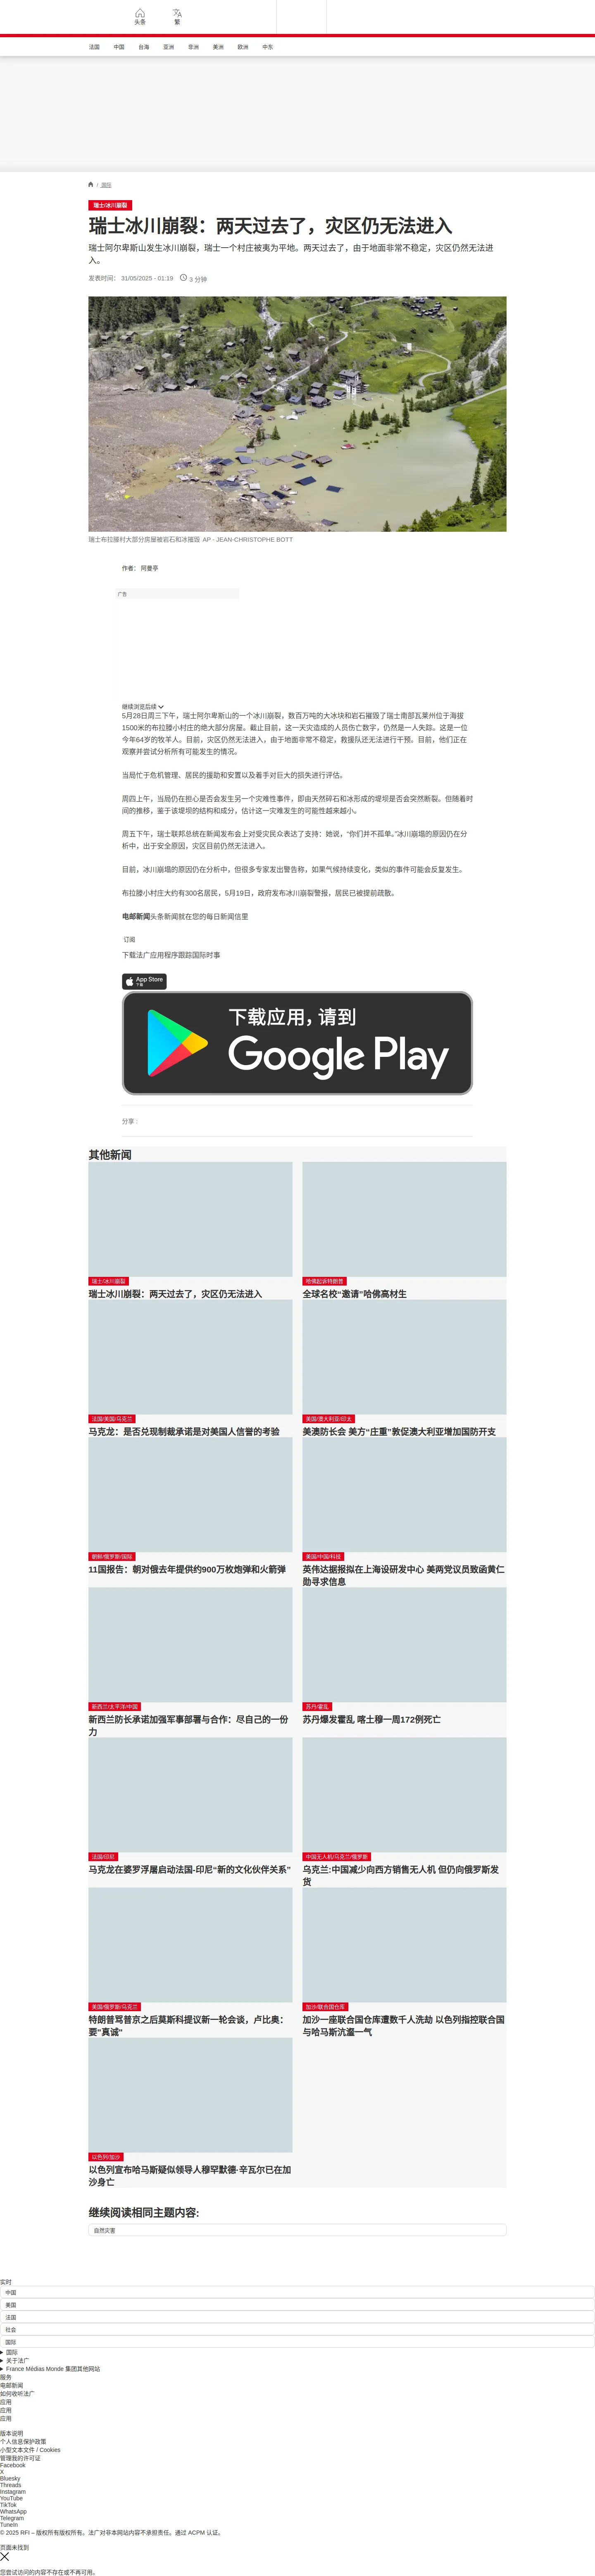 头条
繁
法国
中国
台海
亚洲
非洲
美洲
欧洲
中东
/ 国际
瑞士/冰川崩裂
瑞士冰川崩裂：两天过去了，灾区仍无法进入
瑞士阿尔卑斯山发生冰川崩裂，瑞士一个村庄被夷为平地。两天过去了，由于地面非常不稳定，灾区仍然无法进
入。
发表时间： 31/05/2025 - 01:19
3 分钟
瑞士布拉滕村大部分房屋被岩石和冰摧毁 AP - JEAN-CHRISTOPHE BOTT
作者： 阿曼亭
广告
继续浏览后续
5月28日周三下午，瑞士阿尔卑斯山的一个冰川崩裂，数百万吨的大冰块和岩石摧毁了瑞士南部瓦莱州位于海拔
1500米的布拉滕小村庄的绝大部分房屋。截止目前，这一天灾造成的人员伤亡数字，仍然是一人失踪。这是一位
今年64岁的牧羊人。目前，灾区仍然无法进入，由于地面非常不稳定，救援队还无法进行干预。目前，他们正在
观察并尝试分析所有可能发生的情况。
当局忙于危机管理、居民的援助和安置以及着手对巨大的损失进行评估。
周四上午，当局仍在担心是否会发生另一个灾难性事件，即由天然碎石和冰形成的堤坝是否会突然断裂。但随着时
间的推移，鉴于该堤坝的结构和成分，估计这一灾难发生的可能性越来越小。
周五下午，瑞士联邦总统在新闻发布会上对受灾民众表达了支持：她说，“你们并不孤单。”冰川崩塌的原因仍在分
析中，出于安全原因，灾区目前仍然无法进入。
目前，冰川崩塌的原因仍在分析中，但很多专家发出警告称，如果气候持续变化，类似的事件可能会反复发生。
布拉滕小村庄大约有300名居民，5月19日，政府发布冰川崩裂警报，居民已被提前疏散。
电邮新闻头条新闻就在您的每日新闻信里
订阅
下载法广应用程序跟踪国际时事
App Store
下载
下载应用，请到
Google Play
分享 :
其他新闻
瑞士/冰川崩裂
瑞士冰川崩裂：两天过去了，灾区仍无法进入
哈佛起诉特朗普
全球名校“邀请”哈佛高材生
法国/美国/乌克兰
马克龙：是否兑现制裁承诺是对美国人信誉的考验
美国/澳大利亚/印太
美澳防长会 美方“庄重”敦促澳大利亚增加国防开支
朝鲜/俄罗斯/国际
11国报告：朝对俄去年提供约900万枚炮弹和火箭弹
美国/中国/科技
英伟达据报拟在上海设研发中心 美两党议员致函黄仁
勋寻求信息
新西兰/太平洋/中国
新西兰防长承诺加强军事部署与合作：尽自己的一份
力
苏丹/霍乱
苏丹爆发霍乱 喀土穆一周172例死亡
法国/印尼
马克龙在婆罗浮屠启动法国-印尼“新的文化伙伴关系”
中国无人机/乌克兰/俄罗斯
乌克兰:中国减少向西方销售无人机 但仍向俄罗斯发
货
美国/俄罗斯/乌克兰
特朗普骂普京之后莫斯科提议新一轮会谈，卢比奥：
要"真诚"
加沙/联合国仓库
加沙一座联合国仓库遭数千人洗劫 以色列指控联合国
与哈马斯沆瀣一气
以色列/加沙
以色列宣布哈马斯疑似领导人穆罕默德·辛瓦尔已在加
沙身亡
继续阅读相同主题内容:
自然灾害
实时
中国
美国
法国
社会
国际
国际
关于法广
France Médias Monde 集团其他网站
服务
电邮新闻
如何收听法广
应用
应用
应用
版本说明
个人信息保护政策
小型文本文件 / Cookies
管理我的许可证
Facebook
X
Bluesky
Threads
Instagram
YouTube
TikTok
WhatsApp
Telegram
TuneIn
© 2025 RFI – 版权所有版权所有。法广对非本网站内容不承担责任。通过 ACPM 认证。
页面未找到
您尝试访问的内容不存在或不再可用。